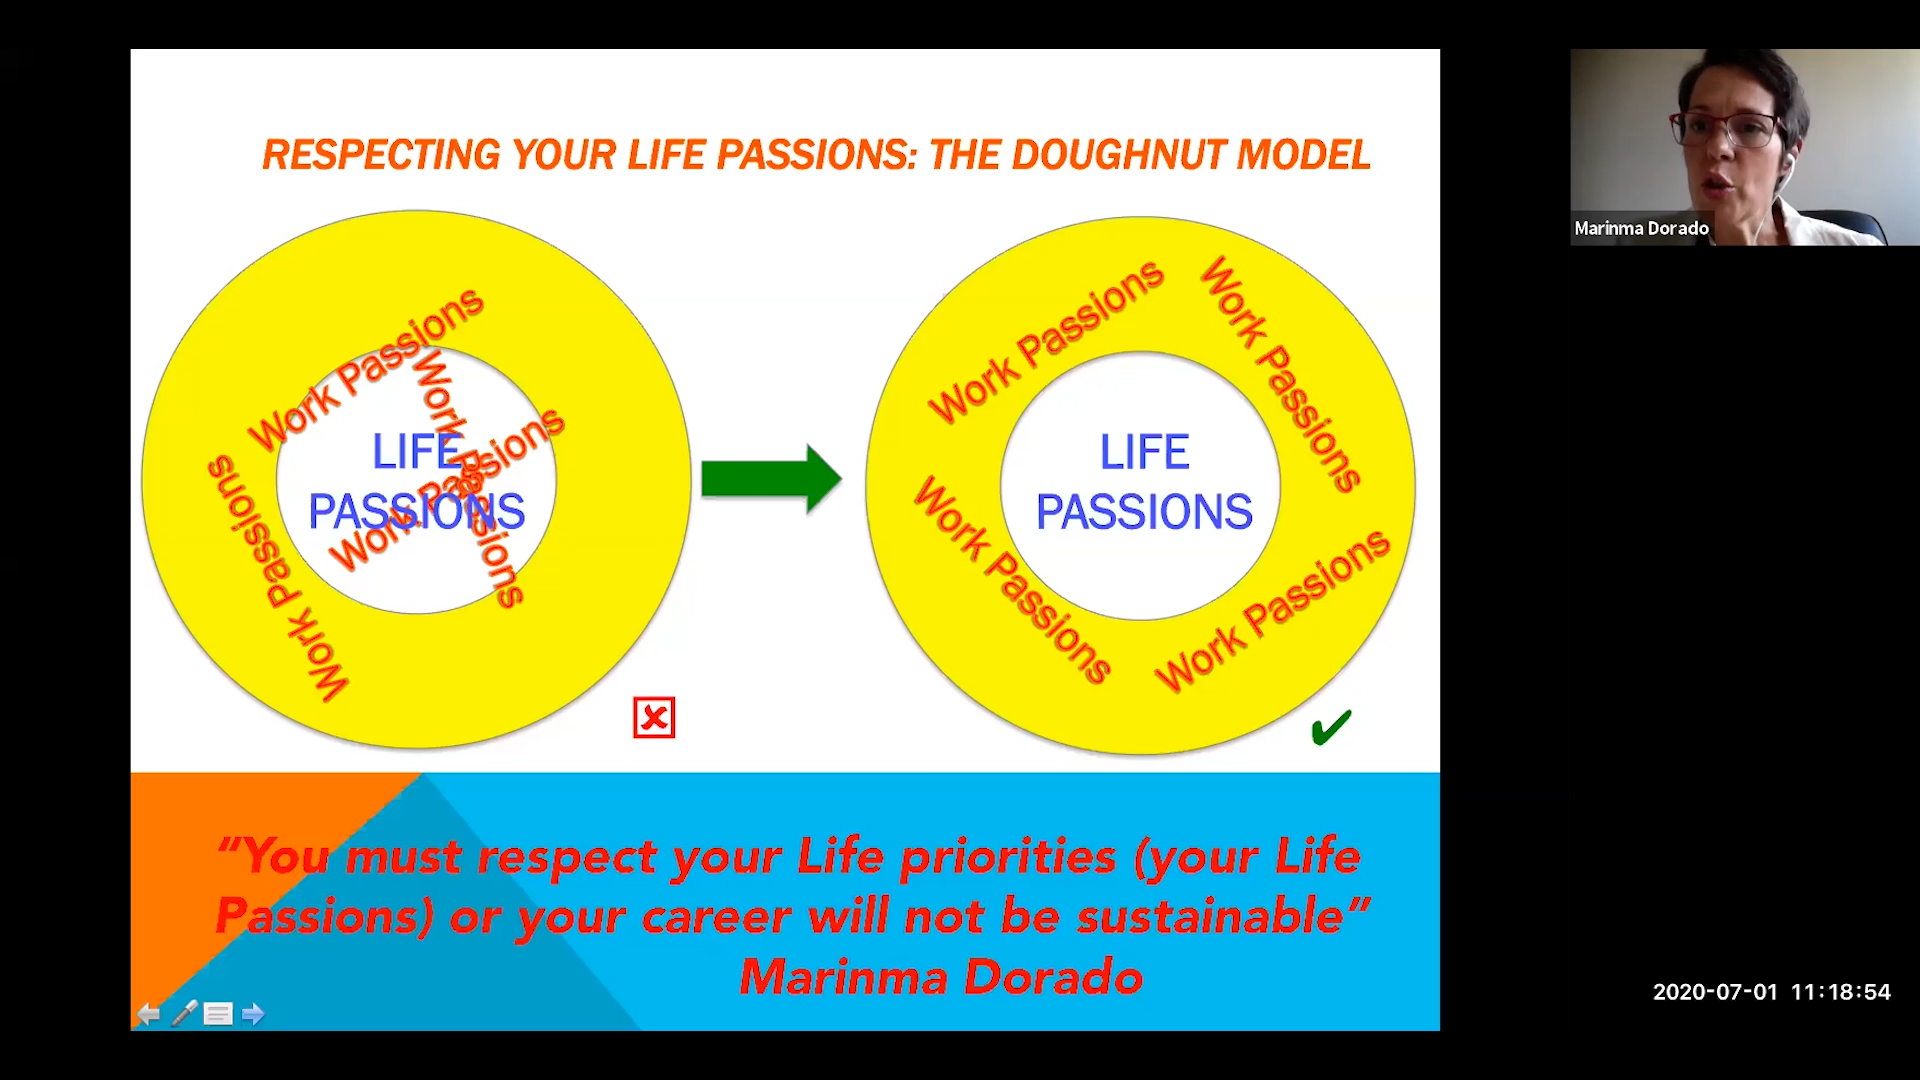 RESPECTING YOUR LIFE PASSIONS: THE DOUGHNUT MODEL
Work Passions
Work Passions
Work Passions
Work Passions
LIFE
PASSIONS
Work Passions
Work Passions
Work Passions
Work Passions
LIFE
PASSIONS
“You must respect your Life priorities (your Life
Passions) or your career will not be sustainable”
Marinma Dorado
Marinma Dorado
2020-07-01 11:18:54